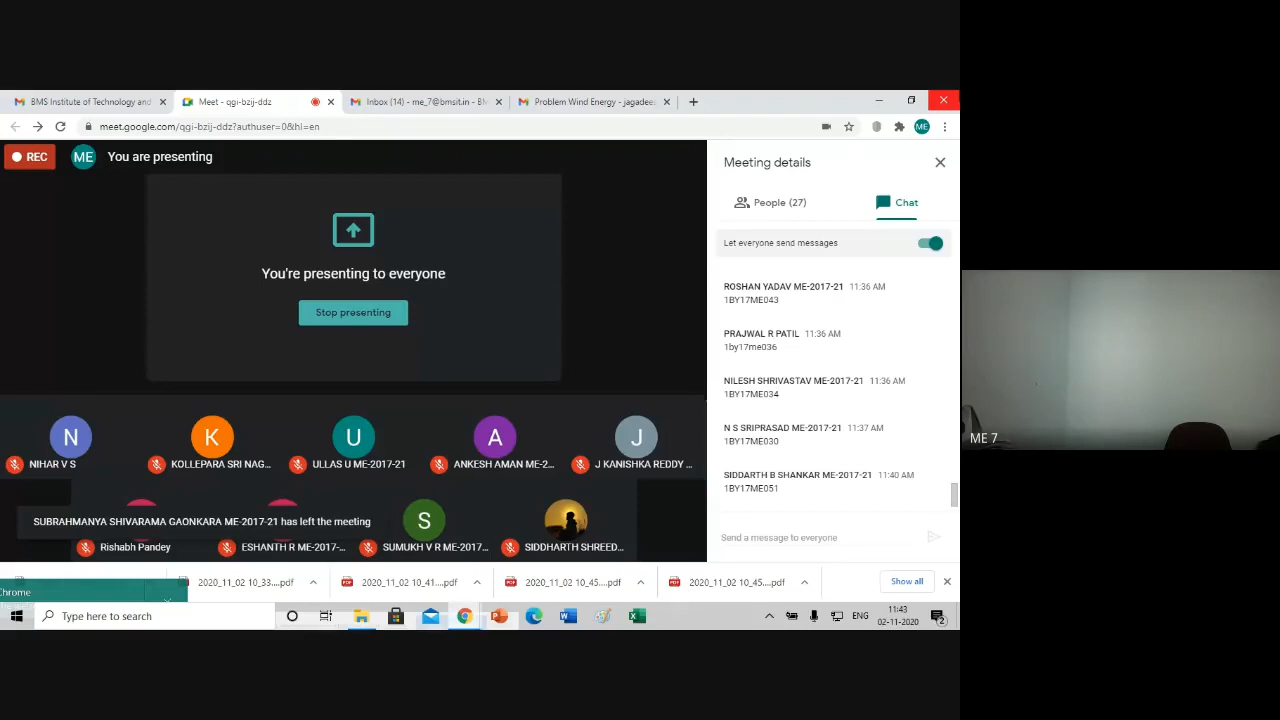 BMS Institute of Technology and
Meet - qgi-bzij-ddz
Inbox (14) - me_7@bmsit.in - BM
Problem Wind Energy - jagadees
meet.google.com/qgi-bzij-ddz?authuser=0&hl=en
ME
REC
ME
You are presenting
You're presenting to everyone
Stop presenting
N
K
U
A
J
NIHAR V S
KOLLEPARA SRI NAG...
ULLAS U ME-2017-21
ANKESH AMAN ME-2...
J KANISHKA REDDY ...
SUBRAHMANYA SHIVARAMA GAONKARA ME-2017-21 has left the meeting
S
Rishabh Pandey
ESHANTH R ME-2017-...
SUMUKH V R ME-2017...
SIDDHARTH SHREED...
Meeting details
People (27)
Chat
Let everyone send messages
ROSHAN YADAV ME-2017-21 11:36 AM
1BY17ME043
PRAJWAL R PATIL 11:36 AM
1by17me036
NILESH SHRIVASTAV ME-2017-21 11:36 AM
1BY17ME034
N S SRIPRASAD ME-2017-21 11:37 AM
1BY17ME030
SIDDARTH B SHANKAR ME-2017-21 11:40 AM
1BY17ME051
Send a message to everyone
ME 7
Chrome
2020_11_02 10_33....pdf
2020_11_02 10_41....pdf
2020_11_02 10_45....pdf
2020_11_02 10_45....pdf
Show all
Type here to search
ENG
11:43
02-11-2020
2